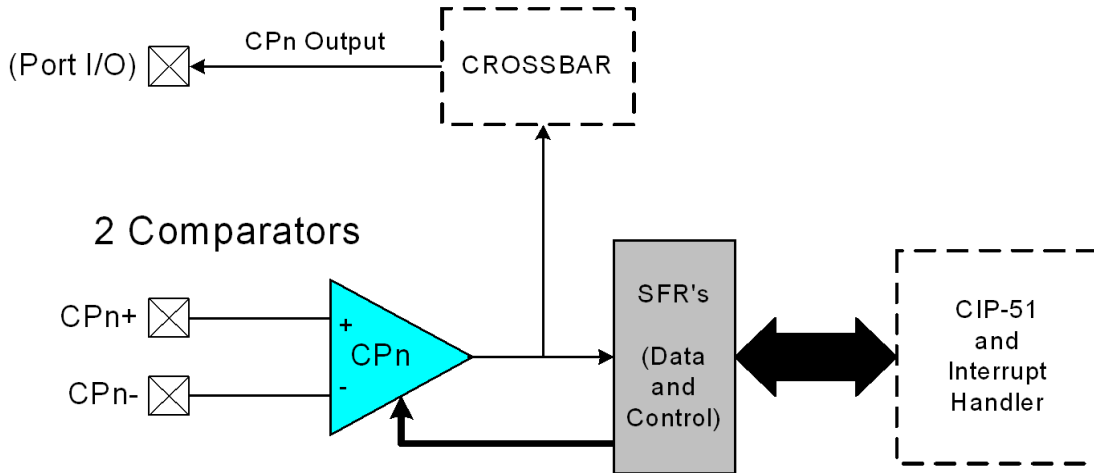 CPn Output
(Port I/O)
CROSSBAR
2 Comparators
CPn+
+
CPn
-
CPn-
SFR's
(Data
and
Control)
CIP-51
and
Interrupt
Handler